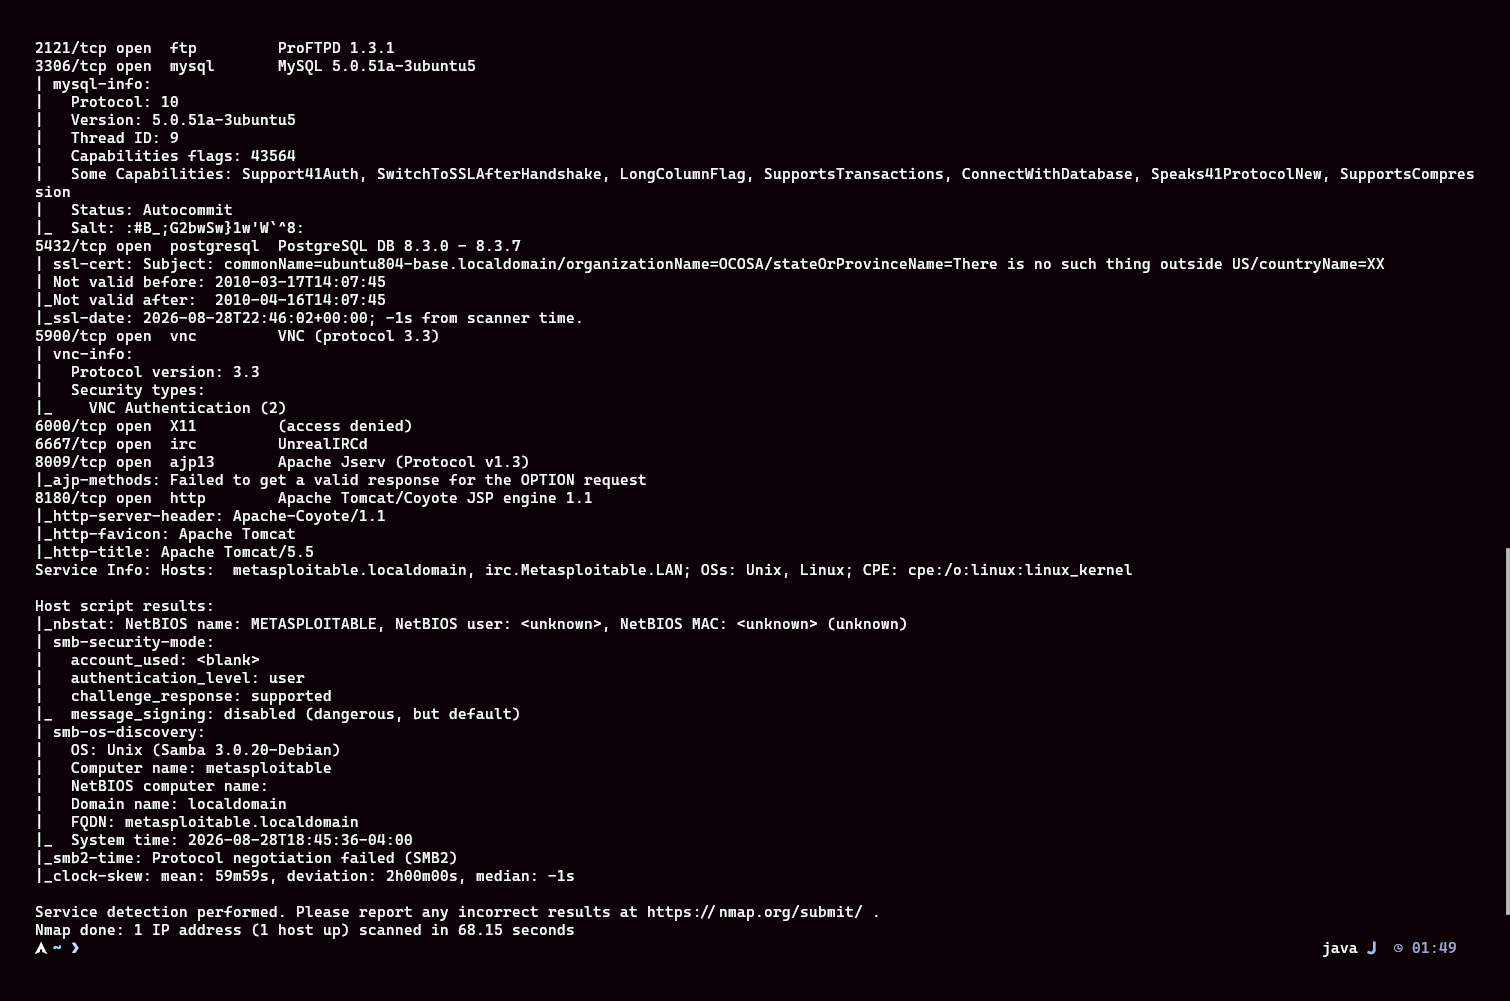 2121/tcp open  ftp         ProFTPD 1.3.1
3306/tcp open  mysql       MySQL 5.0.51a-3ubuntu5
| mysql-info:
|   Protocol: 10
|   Version: 5.0.51a-3ubuntu5
|   Thread ID: 9
|   Capabilities flags: 43564
|   Some Capabilities: Support41Auth, SwitchToSSLAfterHandshake, LongColumnFlag, SupportsTransactions, ConnectWithDatabase, Speaks41ProtocolNew, SupportsCompres
sion
|   Status: Autocommit
|_  Salt: :#B_;G2bwSw}1w'W`^8:
5432/tcp open  postgresql  PostgreSQL DB 8.3.0 - 8.3.7
| ssl-cert: Subject: commonName=ubuntu804-base.localdomain/organizationName=OCOSA/stateOrProvinceName=There is no such thing outside US/countryName=XX
| Not valid before: 2010-03-17T14:07:45
|_Not valid after:  2010-04-16T14:07:45
|_ssl-date: 2026-08-28T22:46:02+00:00; -1s from scanner time.
5900/tcp open  vnc         VNC (protocol 3.3)
| vnc-info:
|   Protocol version: 3.3
|   Security types:
|_    VNC Authentication (2)
6000/tcp open  X11         (access denied)
6667/tcp open  irc         UnrealIRCd
8009/tcp open  ajp13       Apache Jserv (Protocol v1.3)
|_ajp-methods: Failed to get a valid response for the OPTION request
8180/tcp open  http        Apache Tomcat/Coyote JSP engine 1.1
|_http-server-header: Apache-Coyote/1.1
|_http-favicon: Apache Tomcat
|_http-title: Apache Tomcat/5.5
Service Info: Hosts:  metasploitable.localdomain, irc.Metasploitable.LAN; OSs: Unix, Linux; CPE: cpe:/o:linux:linux_kernel

Host script results:
|_nbstat: NetBIOS name: METASPLOITABLE, NetBIOS user: <unknown>, NetBIOS MAC: <unknown> (unknown)
| smb-security-mode:
|   account_used: <blank>
|   authentication_level: user
|   challenge_response: supported
|_  message_signing: disabled (dangerous, but default)
| smb-os-discovery:
|   OS: Unix (Samba 3.0.20-Debian)
|   Computer name: metasploitable
|   NetBIOS computer name:
|   Domain name: localdomain
|   FQDN: metasploitable.localdomain
|_  System time: 2026-08-28T18:45:36-04:00
|_smb2-time: Protocol negotiation failed (SMB2)
|_clock-skew: mean: 59m59s, deviation: 2h00m00s, median: -1s

Service detection performed. Please report any incorrect results at https://nmap.org/submit/ .
Nmap done: 1 IP address (1 host up) scanned in 68.15 seconds
~ ❯ java 01:49